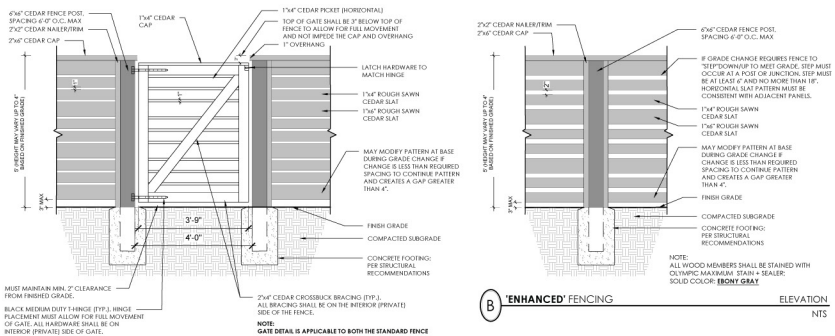 6"x6" CEDAR FENCE POST.
SPACING 6'-0" O.C. MAX
2"x2" CEDAR NAILER/TRIM
2"x6" CEDAR CAP
1"x4" CEDAR
CAP
1"x4" CEDAR PICKET (HORIZONTAL)
TOP OF GATE SHALL BE 3" BELOW TOP OF
FENCE TO ALLOW FOR FULL MOVEMENT
AND NOT IMPEDE THE CAP AND OVERHANG
1" OVERHANG
LATCH HARDWARE TO
MATCH HINGE
1"x4" ROUGH SAWN
CEDAR SLAT
1"x6" ROUGH SAWN
CEDAR SLAT
MAY MODIFY PATTERN AT BASE
DURING GRADE CHANGE IF
CHANGE IS LESS THAN REQUIRED
SPACING TO CONTINUE PATTERN
AND CREATES A GAP GREATER
THAN 4".
5' (HEIGHT MAY VARY UP TO 4"
BASED ON FINISHED GRADE)
3" MAX
3'-9"
4'-0"
FINISH GRADE
COMPACTED SUBGRADE
CONCRETE FOOTING;
PER STRUCTURAL
RECOMMENDATIONS
MUST MAINTAIN MIN. 2" CLEARANCE
FROM FINISHED GRADE.
BLACK MEDIUM DUTY T-HINGE (TYP.). HINGE
PLACEMENT MUST ALLOW FOR FULL MOVEMENT
OF GATE. ALL HARDWARE SHALL BE ON
INTERIOR (PRIVATE) SIDE OF GATE.
2"x4" CEDAR CROSSBUCK BRACING (TYP.).
ALL BRACING SHALL BE ON THE INTERIOR (PRIVATE)
SIDE OF THE FENCE.
NOTE:
GATE DETAIL IS APPLICABLE TO BOTH THE STANDARD FENCE
2"x2" CEDAR NAILER/TRIM
2"x6" CEDAR CAP
6"x6" CEDAR FENCE POST.
SPACING 6'-0" O.C. MAX
IF GRADE CHANGE REQUIRES FENCE TO
"STEP"DOWN/UP TO MEET GRADE, STEP MUST
OCCUR AT A POST OR JUNCTION, STEP MUST
BE AT LEAST 6" AND NO MORE THAN 18".
HORIZONTAL SLAT PATTERN MUST BE
CONSISTENT WITH ADJACENT PANELS.
1"x4" ROUGH SAWN
CEDAR SLAT
1"x6" ROUGH SAWN
CEDAR SLAT
MAY MODIFY PATTERN AT BASE
DURING GRADE CHANGE IF
CHANGE IS LESS THAN REQUIRED
SPACING TO CONTINUE PATTERN
AND CREATES A GAP GREATER
THAN 4".
5' (HEIGHT MAY VARY UP TO 4"
BASED ON FINISHED GRADE)
3" MAX
FINISH GRADE
COMPACTED SUBGRADE
CONCRETE FOOTING;
PER STRUCTURAL
RECOMMENDATIONS
NOTE:
ALL WOOD MEMBERS SHALL BE STAINED WITH
OLYMPIC MAXIMUM STAIN + SEALER:
SOLID COLOR: EBONY GRAY
B 'ENHANCED' FENCING ELEVATION
NTS